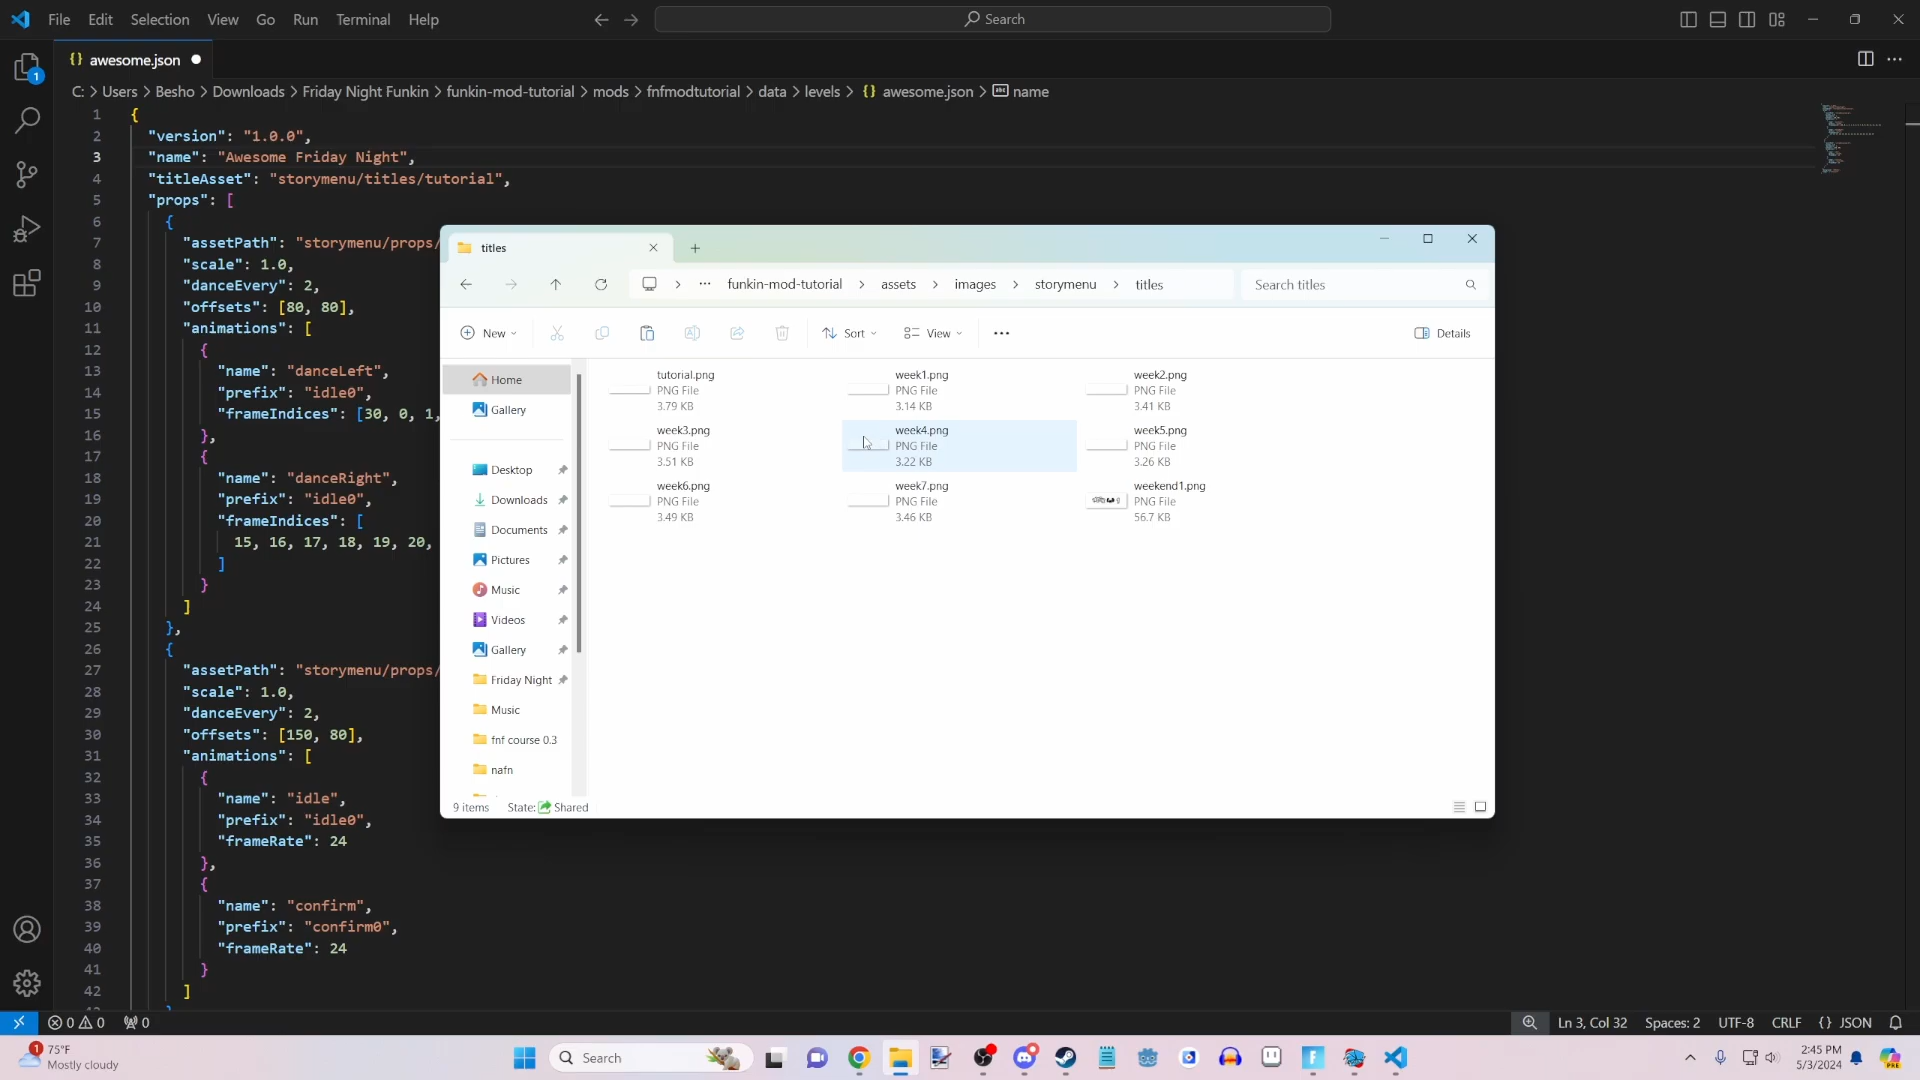 File Edit Selection View Go Run Terminal Help
Search
{} awesome.json
1
C: > Users > Besho > Downloads > Friday Night Funkin > funkin-mod-tutorial > mods > fnfmodtutorial > data > levels > {} awesome.json > name
1 {
2 "version": "1.0.0",
3 "name": "Awesome Friday Night",
4 "titleAsset": "storymenu/titles/tutorial",
5 "props": [
6 {
7 "assetPath": "storymenu/props/
8 "scale": 1.0,
9 "danceEvery": 2,
10 "offsets": [80, 80],
11 "animations": [
12 {
13 "name": "danceLeft",
14 "prefix": "idle0",
15 "frameIndices": [30, 0, 1,
16 },
17 {
18 "name": "danceRight",
19 "prefix": "idle0",
20 "frameIndices": [
21 15, 16, 17, 18, 19, 20,
22 ]
23 }
24 ]
25 },
26 {
27 "assetPath": "storymenu/props/
28 "scale": 1.0,
29 "danceEvery": 2,
30 "offsets": [150, 80],
31 "animations": [
32 {
33 "name": "idle",
34 "prefix": "idle0",
35 "frameRate": 24
36 },
37 {
38 "name": "confirm",
39 "prefix": "confirm0",
40 "frameRate": 24
41 }
42 ]
titles
funkin-mod-tutorial > assets > images > storymenu > titles
Search titles
New Sort View Details
Home
Gallery
Desktop
Downloads
Documents
Pictures
Music
Videos
Gallery
Friday Night
Music
fnf course 0.3
nafn
tutorial.png
PNG File
3.79 KB
week1.png
PNG File
3.14 KB
week2.png
PNG File
3.41 KB
week3.png
PNG File
3.51 KB
week4.png
PNG File
3.22 KB
week5.png
PNG File
3.26 KB
week6.png
PNG File
3.49 KB
week7.png
PNG File
3.46 KB
weekend1.png
PNG File
56.7 KB
9 items State: Shared
0 0 0
Ln 3, Col 32 Spaces: 2 UTF-8 CRLF {} JSON
1
75°F
Mostly cloudy
Search
2:45 PM
5/3/2024
PRE